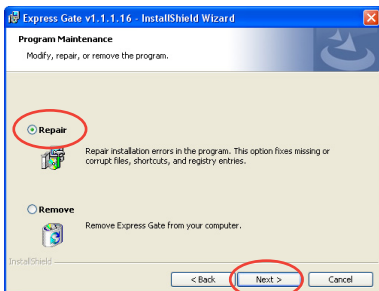 Express Gate v1.1.1.16 - InstallShield Wizard
Program Maintenance
Modify, repair, or remove the program.
Repair
Repair installation errors in the program. This option fixes missing or
corrupt files, shortcuts, and registry entries.
Remove
Remove Express Gate from your computer.
InstallShield
< Back Next > Cancel